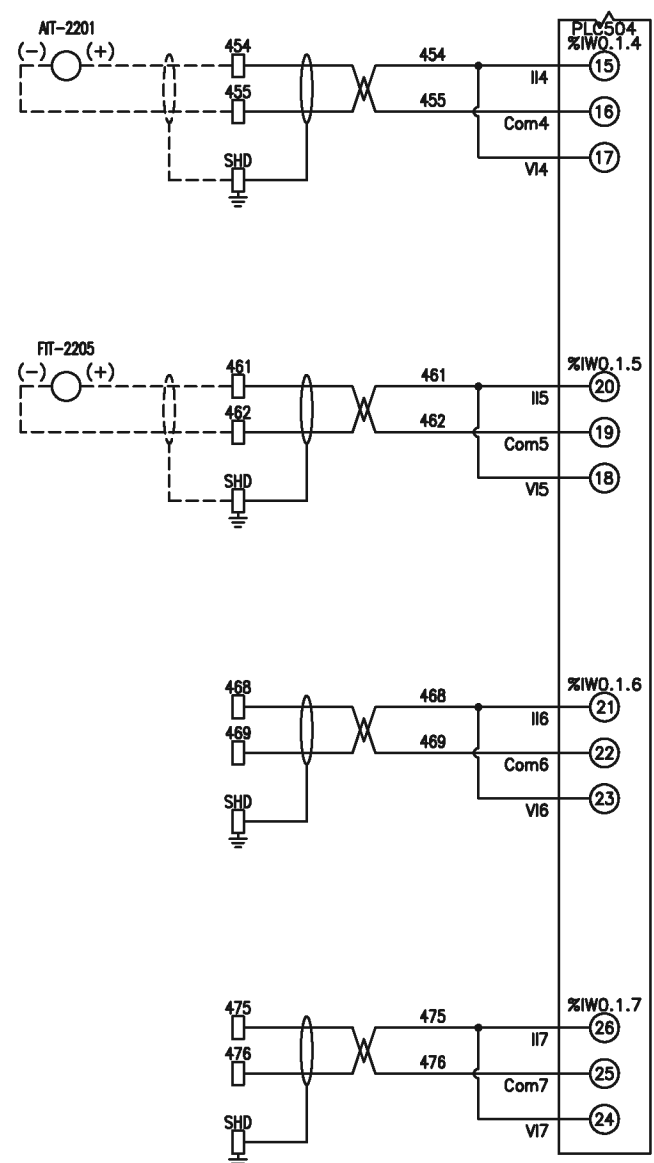 AIT-2201
PLC504
%IW0.1.4
(-) (+) 454 454 15
II4
455 455 16
Com4
SHD 17
VI4
FIT-2205
%IW0.1.5
(-) (+) 461 461 20
II5
462 462 19
Com5
SHD 18
VI5
%IW0.1.6
468 468 21
II6
469 469 22
Com6
SHD 23
VI6
%IW0.1.7
475 475 26
II7
476 476 25
Com7
SHD 24
VI7